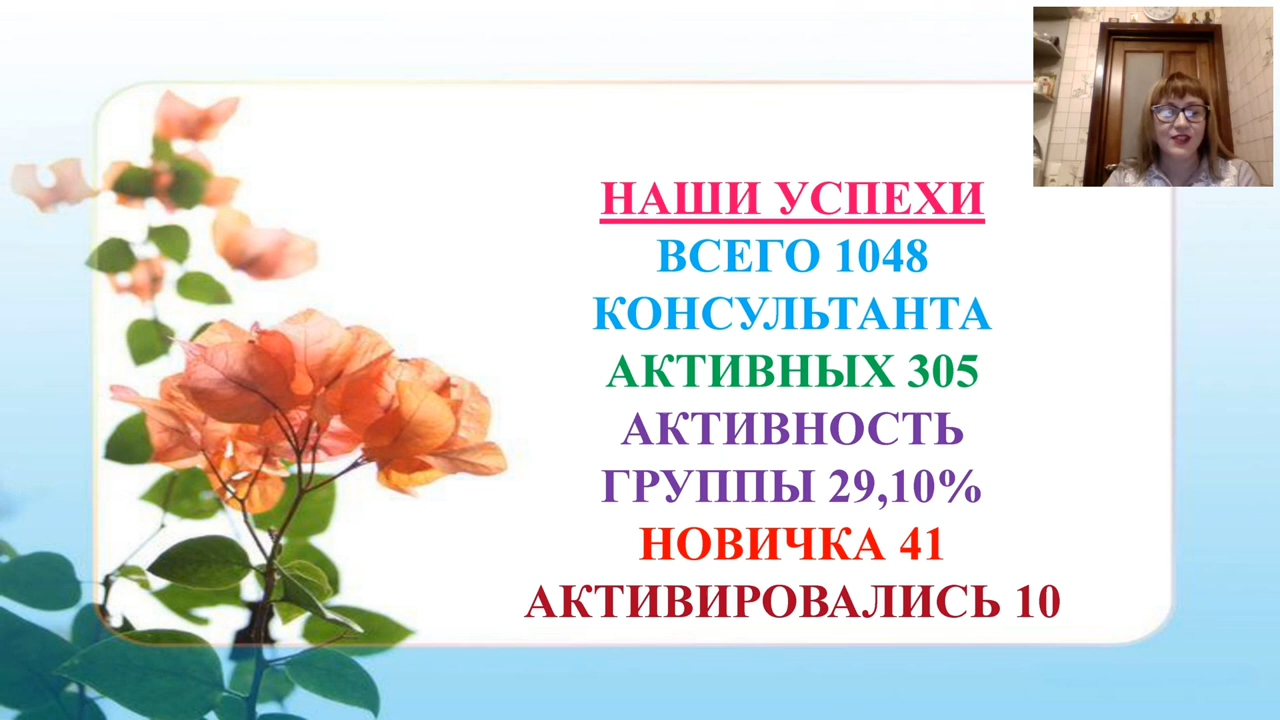 НАШИ УСПЕХИ
ВСЕГО 1048
КОНСУЛЬТАНТА
АКТИВНЫХ 305
АКТИВНОСТЬ
ГРУППЫ 29,10%
НОВИЧКА 41
АКТИВИРОВАЛИСЬ 10